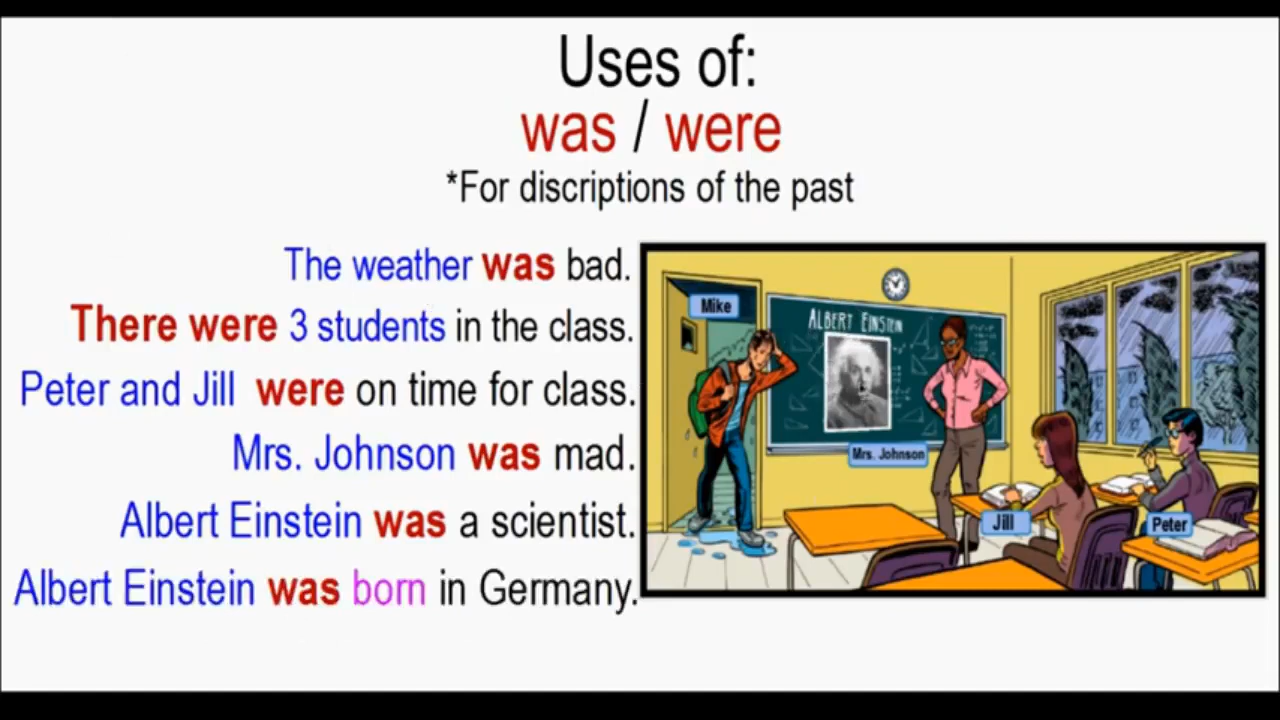 Uses of:
was / were
*For discriptions of the past
The weather was bad.
There were 3 students in the class.
Peter and Jill were on time for class.
Mrs. Johnson was mad.
Albert Einstein was a scientist.
Albert Einstein was born in Germany.
Mike
ALBERT EINSTEIN
Mrs. Johnson
Jill
Peter